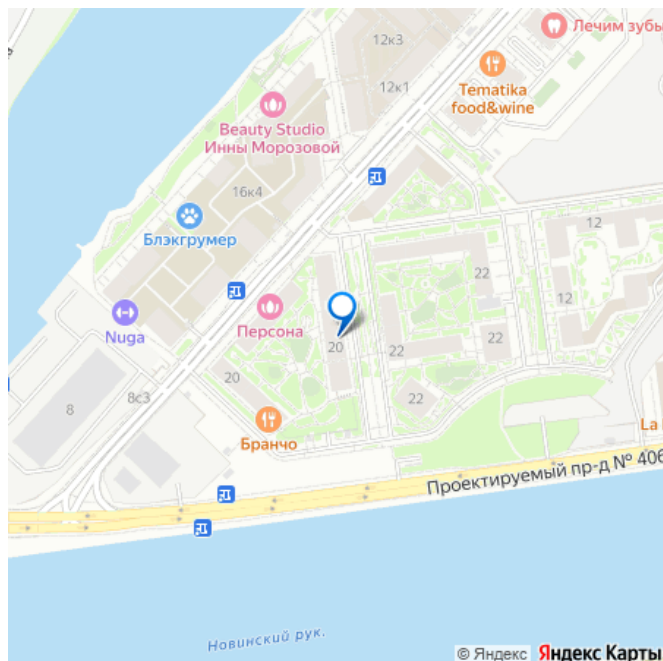 12к3
Лечим зубы
12к1
Tematika
food&wine
Beauty Studio
Инны Морозовой
16к4
Блэкгрумер
12
22
12
Nuga
Персона
20
22
22
20
8с3
22
8
Бранчо
La
Проектируемый пр-д № 406
Новинский рук.
© Яндекс Яндекс Карты